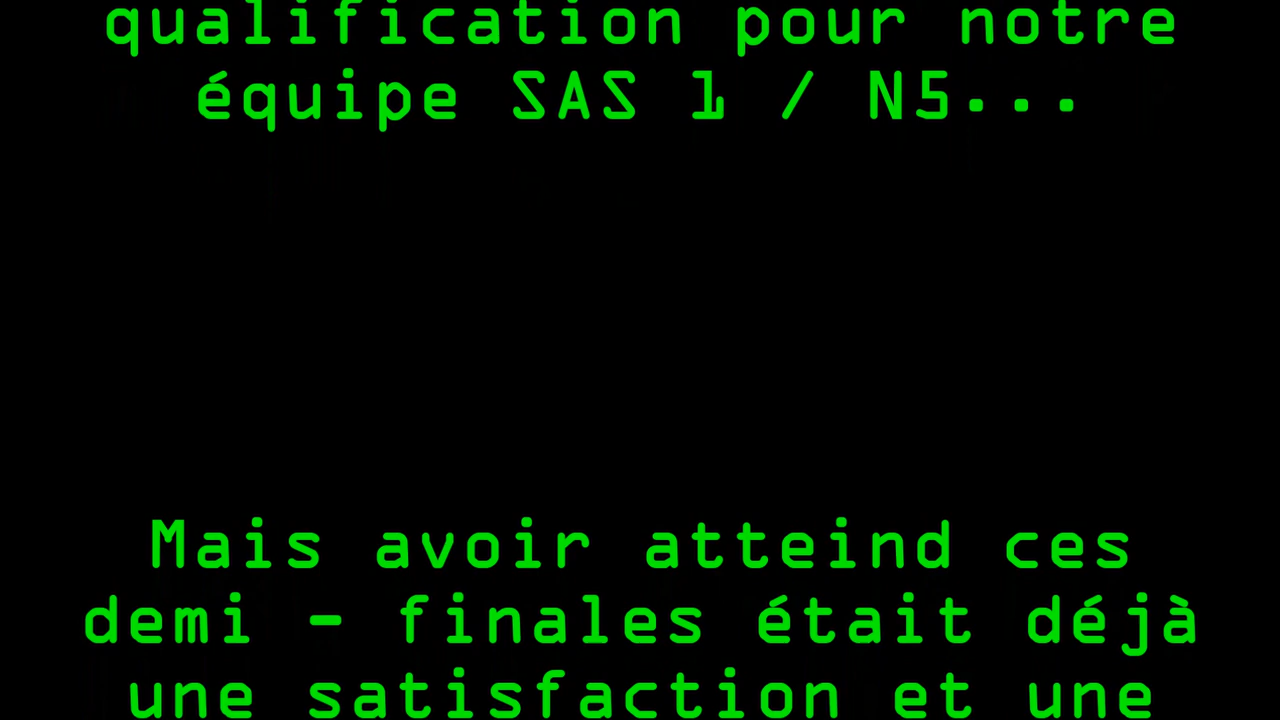 qualification pour notre
équipe SAS 1 / N5...
Mais avoir atteind ces
demi - finales était déjà
une satisfaction et une